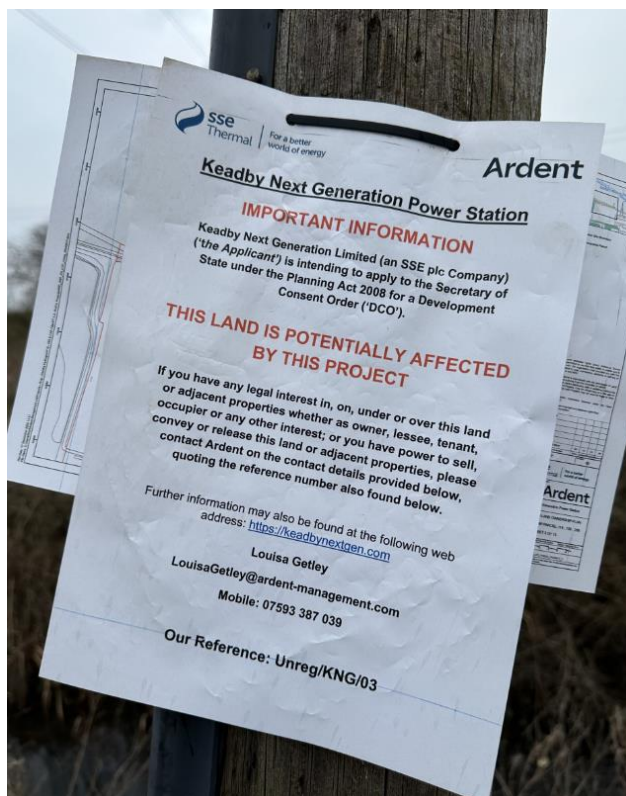 sse
Thermal
For a better
world of energy
Ardent
Keadby Next Generation Power Station
IMPORTANT INFORMATION
Keadby Next Generation Limited (an SSE plc Company)
('the Applicant') is intending to apply to the Secretary of
State under the Planning Act 2008 for a Development
Consent Order ('DCO').
THIS LAND IS POTENTIALLY AFFECTED
BY THIS PROJECT
If you have any legal interest in, on, under or over this land
or adjacent properties whether as owner, lessee, tenant,
occupier or any other interest; or you have power to sell,
convey or release this land or adjacent properties, please
contact Ardent on the contact details provided below,
quoting the reference number also found below.
Further information may also be found at the following web
address: https://keadbynextgen.com
Louisa Getley
LouisaGetley@ardent-management.com
Mobile: 07593 387 039
Our Reference: Unreg/KNG/03
Ardent